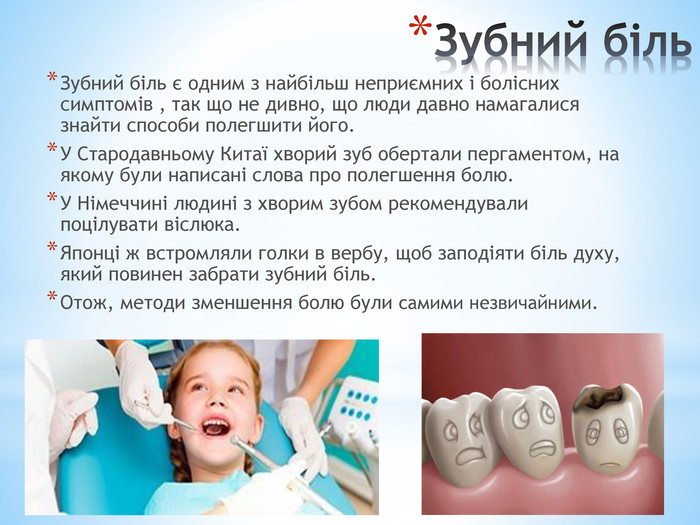 *Зубний біль
*Зубний біль є одним з найбільш неприємних і болісних
симптомів , так що не дивно, що люди давно намагалися
знайти способи полегшити його.
*У Стародавньому Китаї хворий зуб обертали пергаментом, на
якому були написані слова про полегшення болю.
*У Німеччині людині з хворим зубом рекомендували
поцілувати віслюка.
*Японці ж встромляли голки в вербу, щоб заподіяти біль духу,
який повинен забрати зубний біль.
*Отож, методи зменшення болю були самими незвичайними.